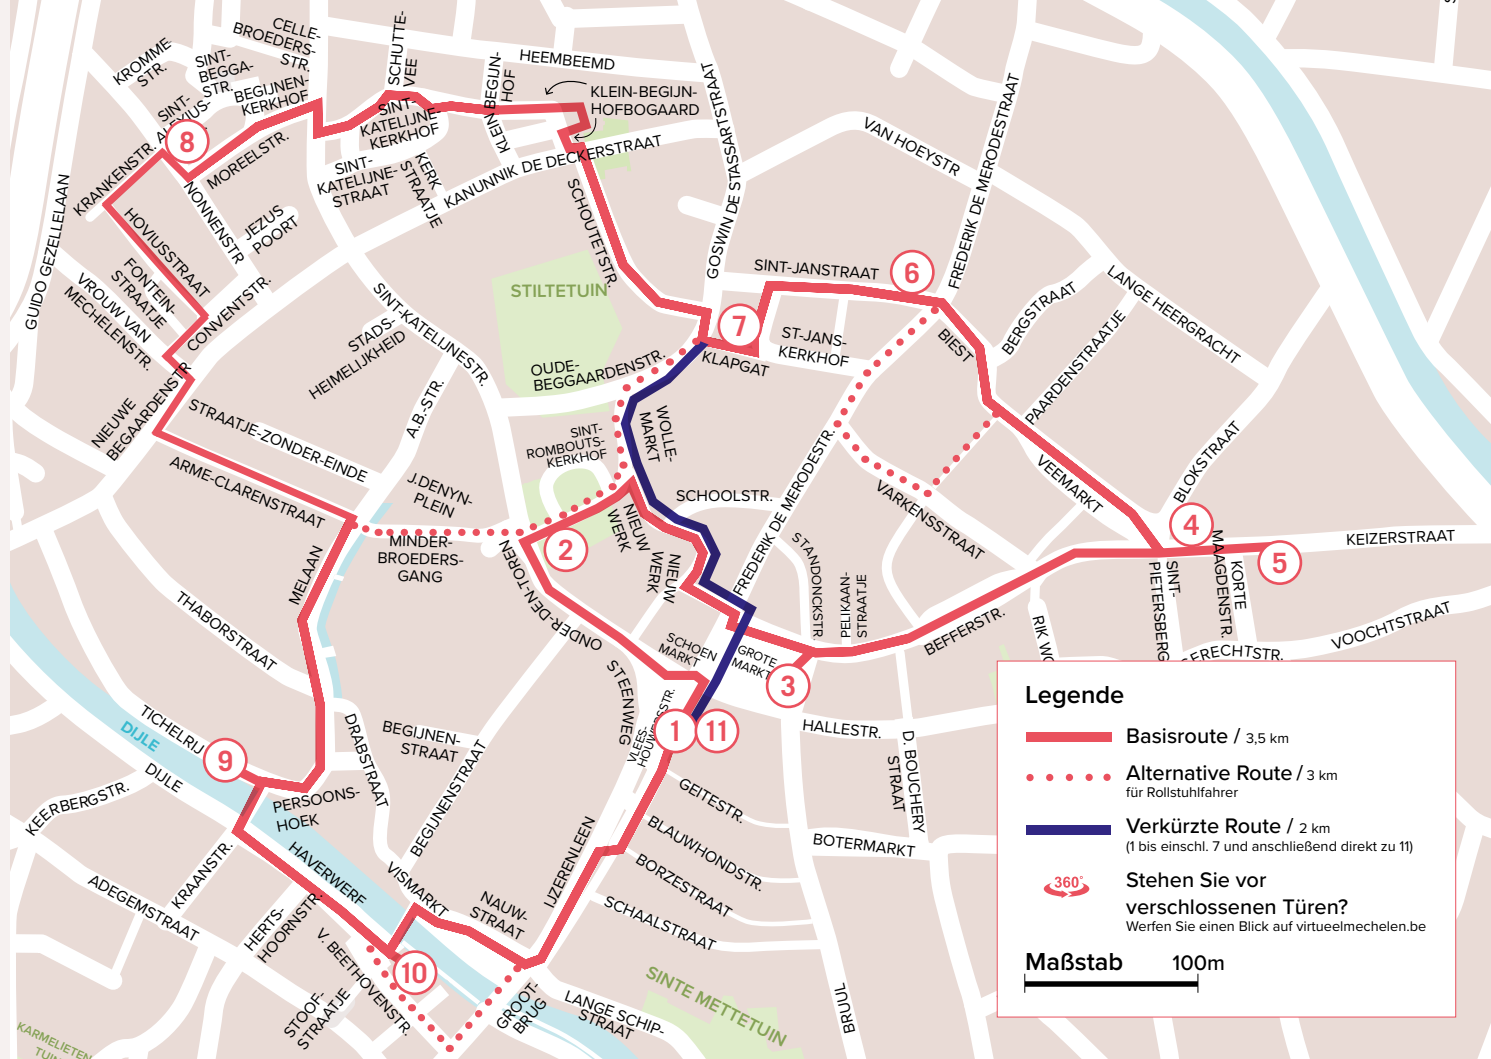 CELLE-
BROEDERS-
STR.
SCHUTTE-
VEE
KROMME
STR.
SINT-
BEGGA-
STR.
BEGIJNEN-
KERKHOF
SINT-
ALEXIUS-
HEEMBEEMD
KLEIN BEGIJN-
HOF
KLEIN-BEGIJN-
HOFBOGAARD
SINT-
KATELIJNE-
KERKHOF
8
KRANKENSTR.
MOREELSTR.
NONNENSTR
JEZUS
POORT
SINT-
KATELIJNE-
STRAAT
KERK
STRAATJE
KANUNNIK DE DECKERSTRAAT
GOSWIN DE STASSARTSTRAAT
VAN HOEYSTR
FREDERIK DE MERODESTRAAT
GUIDO GEZELLELAAN
HOVIUSSTRAAT
FONTEIN-
STRAATJE
VROUW VAN
MECHELENSTR.
CONVENTSTR.
SCHOUTETSTR.
STILTETUIN
SINT-JANSTRAAT
6
7
ST-JANS-
KERKHOF
KLAPGAT
BIEST
BERGSTRAAT
LANGE HEERGRACHT
PAARDENSTRAATJE
SINT-KATELIJNESTR.
STADS-
HEIMELIJKHEID
OUDE-
BEGGAARDENSTR.
NIEUWE
BEGAARDENSTR
STRAATJE-ZONDER-EINDE
A.B.-STR.
ARME-CLARENSTRAAT
J.DENYN-
PLEIN
SINT-
ROMBOUTS-
KERKHOF
WOLLE-
MARKT
SCHOOLSTR.
FREDERIK DE MERODESTR.
VARKENSSTRAAT
VEEMARKT
BLOKSTRAAT
4
5
KEIZERSTRAAT
MINDER-
BROEDERS-
GANG
2
NIEUW
WERK
NIEUW
WERK
ONDER-DEN-TOREN
STANDONCKSTR.
PELIKAAN-
STRAATJE
BEFFERSTR.
SINT-
PIETERSBERG
KORTE
MAAGDENSTR.
VOOCHTSTRAAT
MELAAN
THABORSTRAAT
SCHOEN
MARKT
GROTE
MARKT
3
STEENWEG
1
11
HALLESTR.
D. BOUCHERY
STRAAT
TICHELRIJ
DIJLE
DIJLE
9
DRABSTRAAT
BEGIJNEN-
STRAAT
BEGIJNENSTRAAT
PERSOONS-
HOEK
KEERBERGSTR.
GEITESTR.
BLAUWHONDSTR.
BORZESTRAAT
SCHAALSTRAAT
BOTERMARKT
IJZERENLEEN
HAVERWERF
VISMARKT
NAUW-
STRAAT
KRAANSTR.
ADEGEMSTRAAT
HERTS-
HOORNSTR.
V. BEETHOVENSTR.
10
STOOF-
STRAATJE
GROOT-
BRUG
LANGE SCHIP-
STRAAT
SINTE METTETUIN
BRUUL
KARMELIETEN
TUIN
Legende
Basisroute / 3,5 km
Alternative Route / 3 km
für Rollstuhlfahrer
Verkürzte Route / 2 km
(1 bis einschl. 7 und anschließend direkt zu 11)
360°
Stehen Sie vor
verschlossenen Türen?
Werfen Sie einen Blick auf virtueelmechelen.be
Maßstab 100m